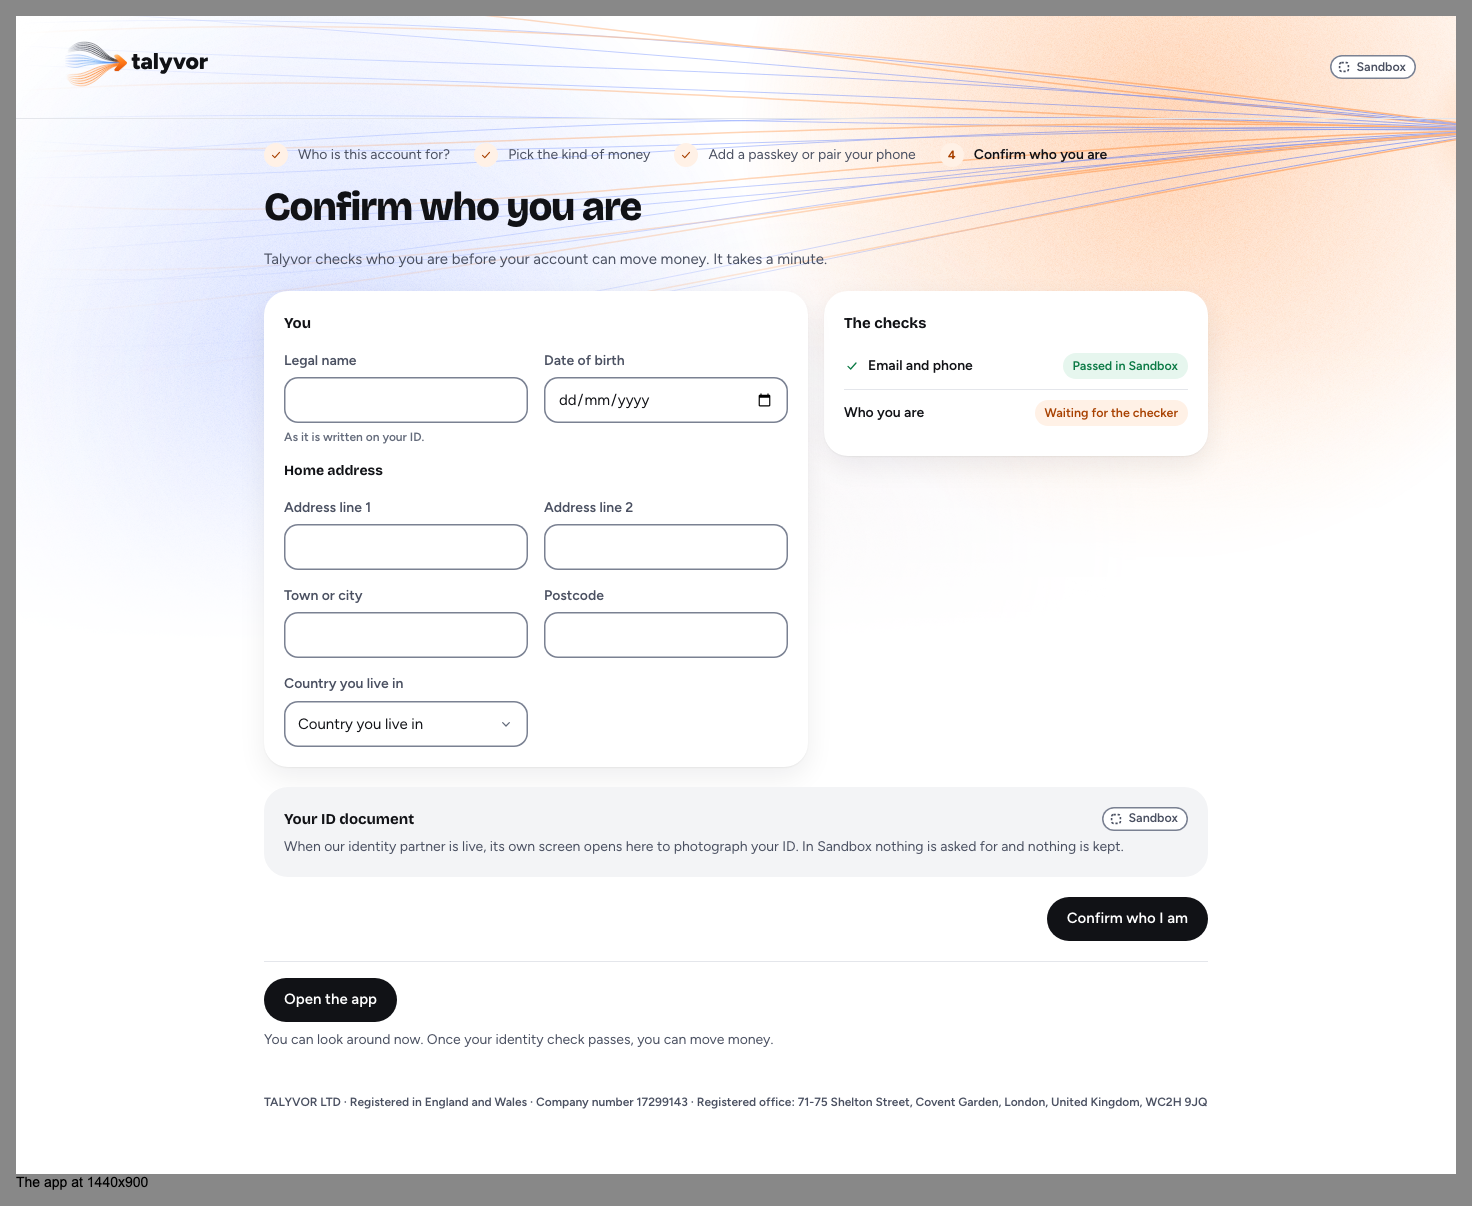 talyvor
Sandbox
Who is this account for?
Pick the kind of money
Add a passkey or pair your phone
4 Confirm who you are
Confirm who you are
Talyvor checks who you are before your account can move money. It takes a minute.
You
Legal name
Date of birth
dd/mm/yyyy
As it is written on your ID.
Home address
Address line 1
Address line 2
Town or city
Postcode
Country you live in
Country you live in
The checks
Email and phone
Passed in Sandbox
Who you are
Waiting for the checker
Your ID document
Sandbox
When our identity partner is live, its own screen opens here to photograph your ID. In Sandbox nothing is asked for and nothing is kept.
Confirm who I am
Open the app
You can look around now. Once your identity check passes, you can move money.
TALYVOR LTD · Registered in England and Wales · Company number 17299143 · Registered office: 71-75 Shelton Street, Covent Garden, London, United Kingdom, WC2H 9JQ
The app at 1440x900